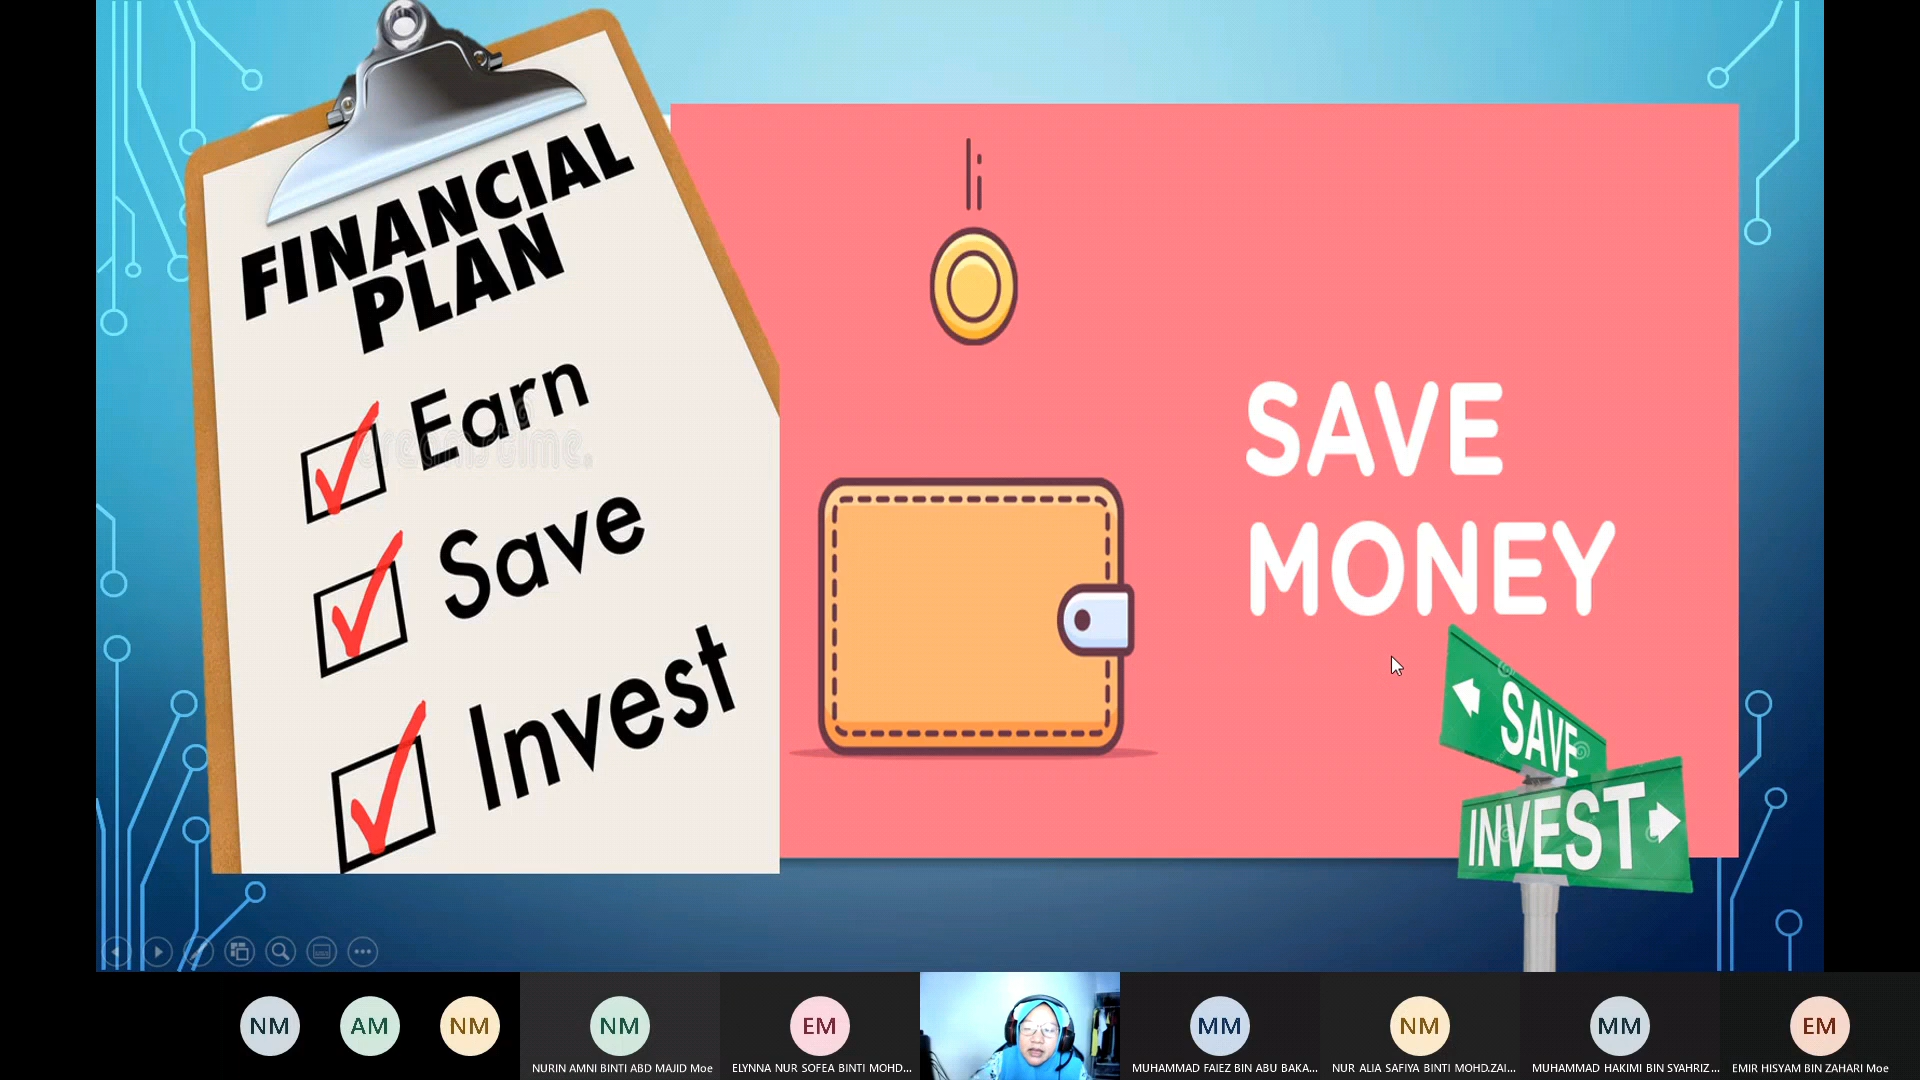 FINANCIAL
PLAN
Earn
Save
Invest
SAVE
MONEY
SAVE
INVEST
NM
AM
NM
NM
EM
MM
NM
MM
EM
NURIN AMNI BINTI ABD MAJID Moe
ELYNNA NUR SOFEA BINTI MOHD...
MUHAMMAD FAIEZ BIN ABU BAKA...
NUR ALIA SAFIYA BINTI MOHD.ZAI...
MUHAMMAD HAKIMI BIN SYAHRIZ...
EMIR HISYAM BIN ZAHARI Moe